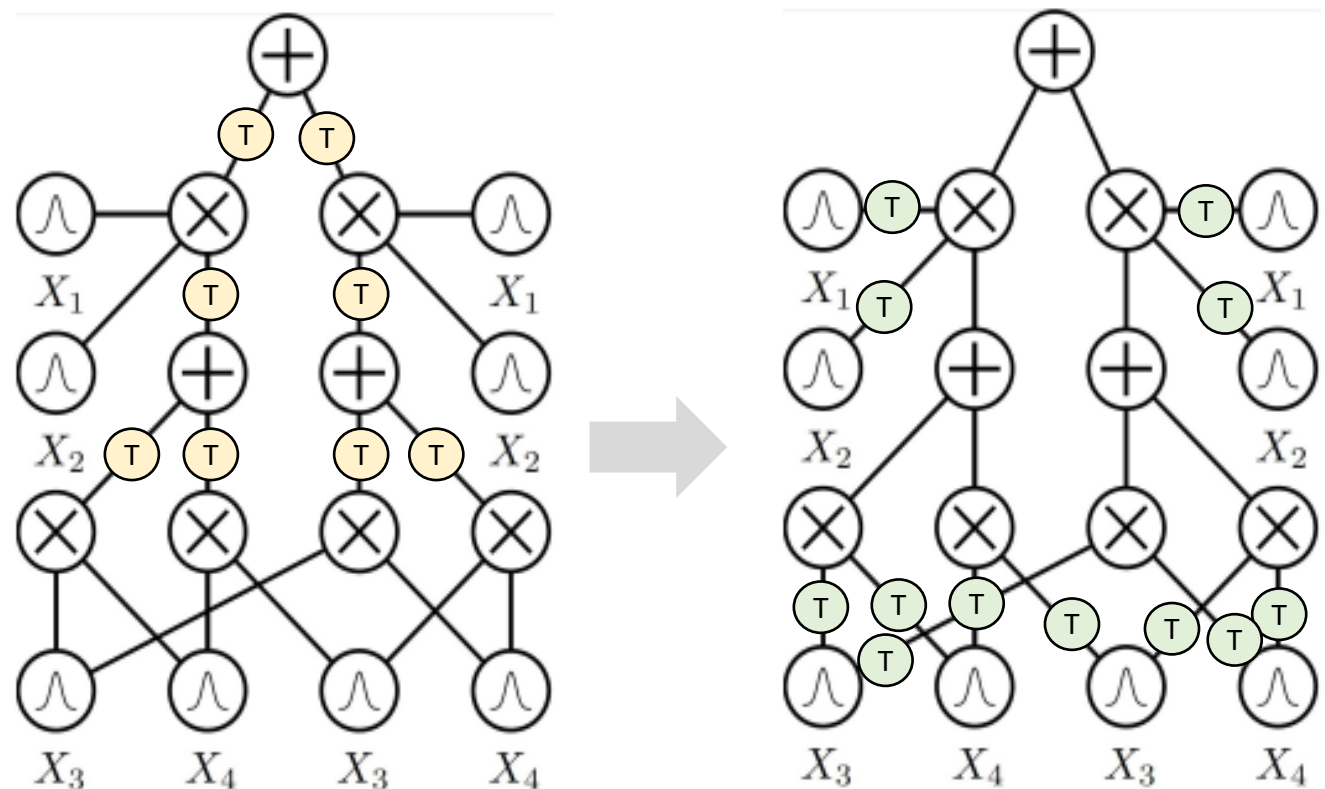 T T
X₁ T T X₁ T T
X₁ T T X₁
X₂ T T T T X₂ X₂ X₂
T T T T T T T T
X₃ X₄ X₃ X₄ X₃ X₄ X₃ X₄